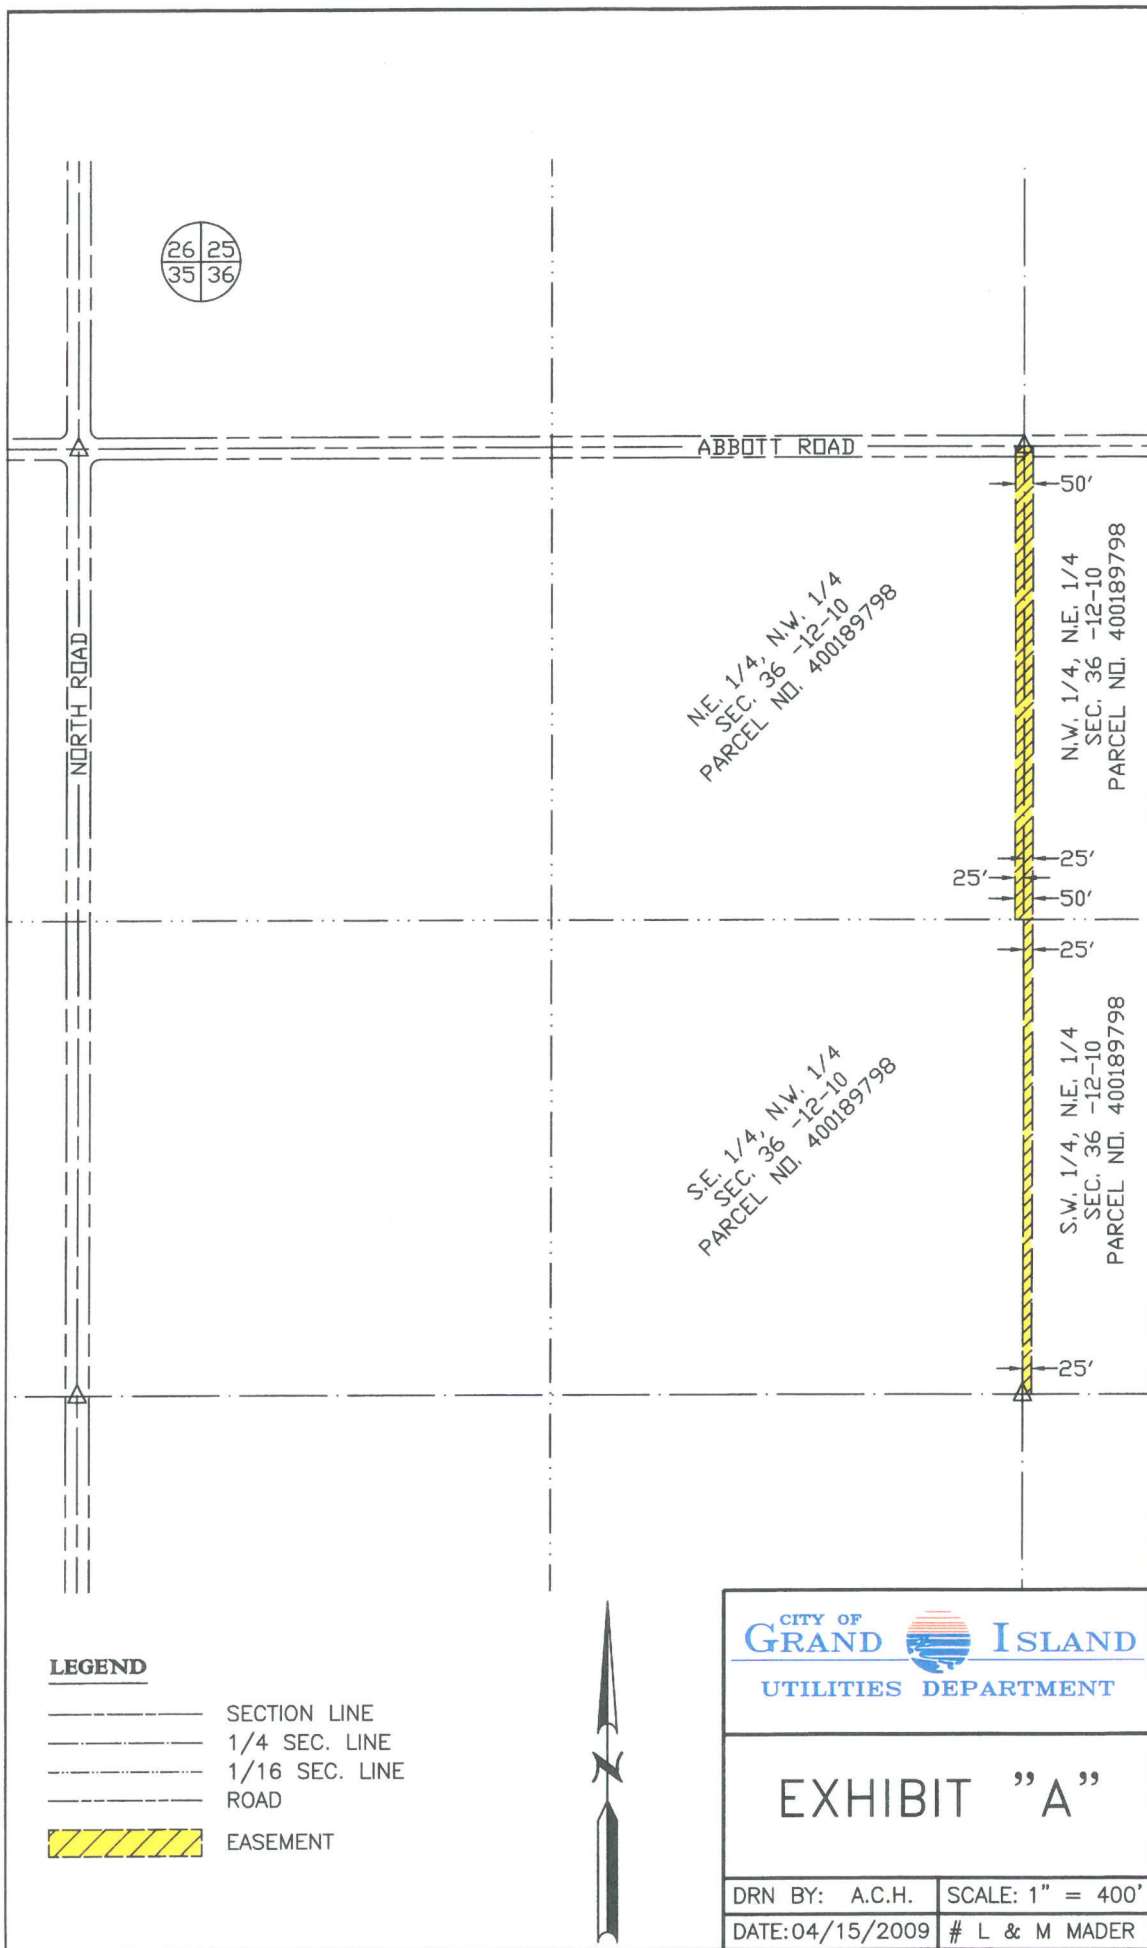 26 25
35 36
ABBOTT ROAD
50'
NORTH ROAD
N.E. 1/4, N.W. 1/4
SEC. 36 -12-10
PARCEL NO. 400189798
N.W. 1/4, N.E. 1/4
SEC. 36 -12-10
PARCEL NO. 400189798
25'
25'
50'
25'
S.E. 1/4, N.W. 1/4
SEC. 36 -12-10
PARCEL NO. 400189798
S.W. 1/4, N.E. 1/4
SEC. 36 -12-10
PARCEL NO. 400189798
25'
LEGEND
SECTION LINE
1/4 SEC. LINE
1/16 SEC. LINE
ROAD
EASEMENT
N
CITY OF
GRAND ISLAND
UTILITIES DEPARTMENT
EXHIBIT "A"
DRN BY: A.C.H.
SCALE: 1" = 400'
DATE:04/15/2009
# L & M MADER